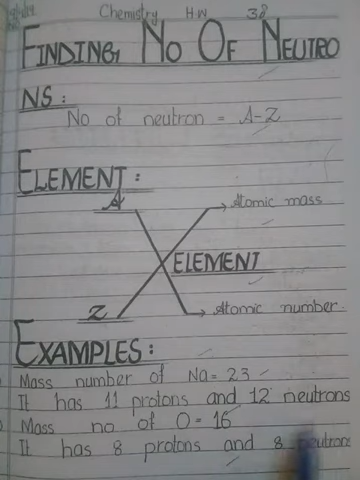 Chemistry HW 38
FINDING No OF NEUTRO
NS:
No of neutron = A-Z
ELEMENT:
A
Atomic mass
ELEMENT
Z
Atomic number
EXAMPLES:
Mass number of Na = 23
It has 11 protons and 12 neutrons
Mass no of O = 16
It has 8 protons and 8 neutrons